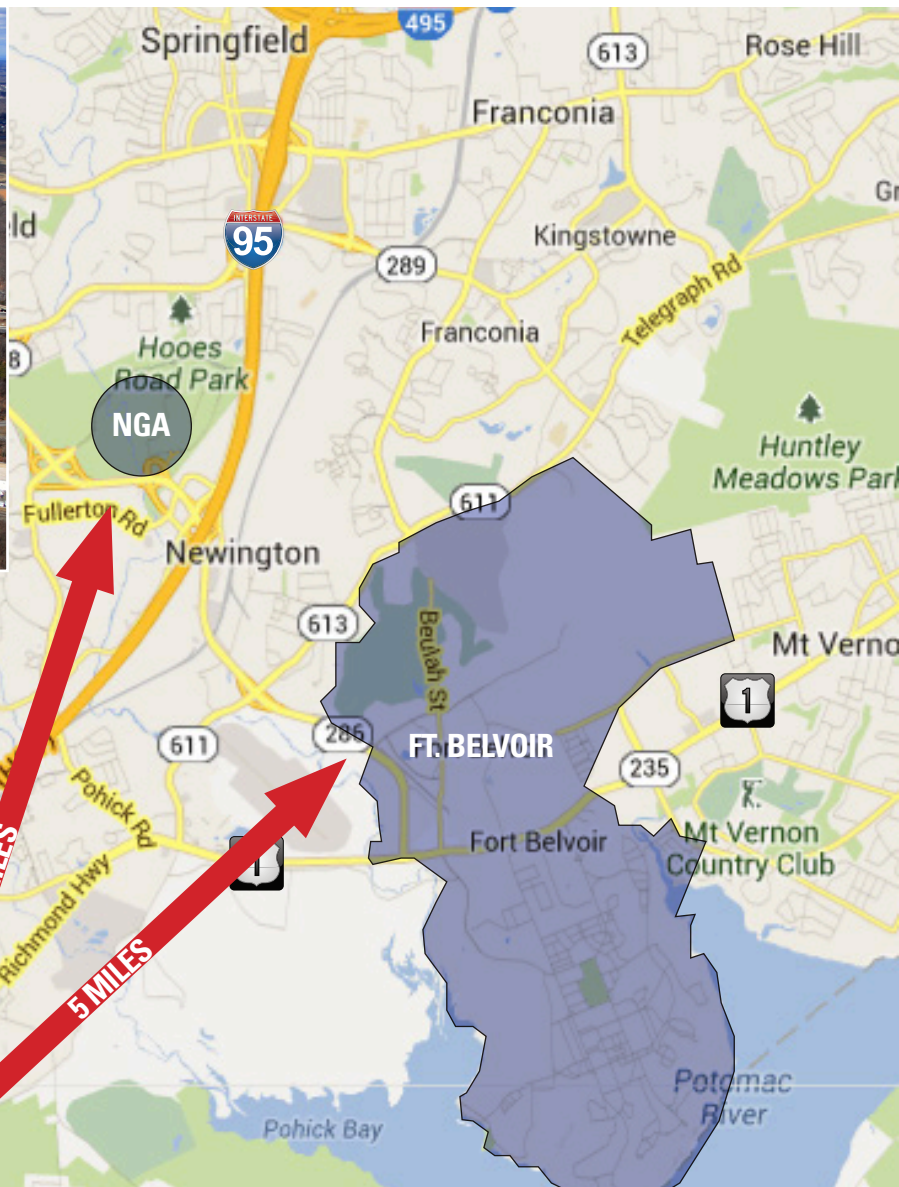 495
Springfield
613
Rose Hill
Franconia
INTERSTATE
95
Kingstowne
289
Telegraph Rd
Franconia
Hooes
Road Park
8
NGA
Huntley
Meadows Park
611
Fullerton Rd
Newington
613
Beulah St
Mt Verno
1
286
611
FT. BELVOIR
235
Pohick Rd
Fort Belvoir
Mt Vernon
Country Club
1
Richmond Hwy
5 MILES
Potomac
River
Pohick Bay